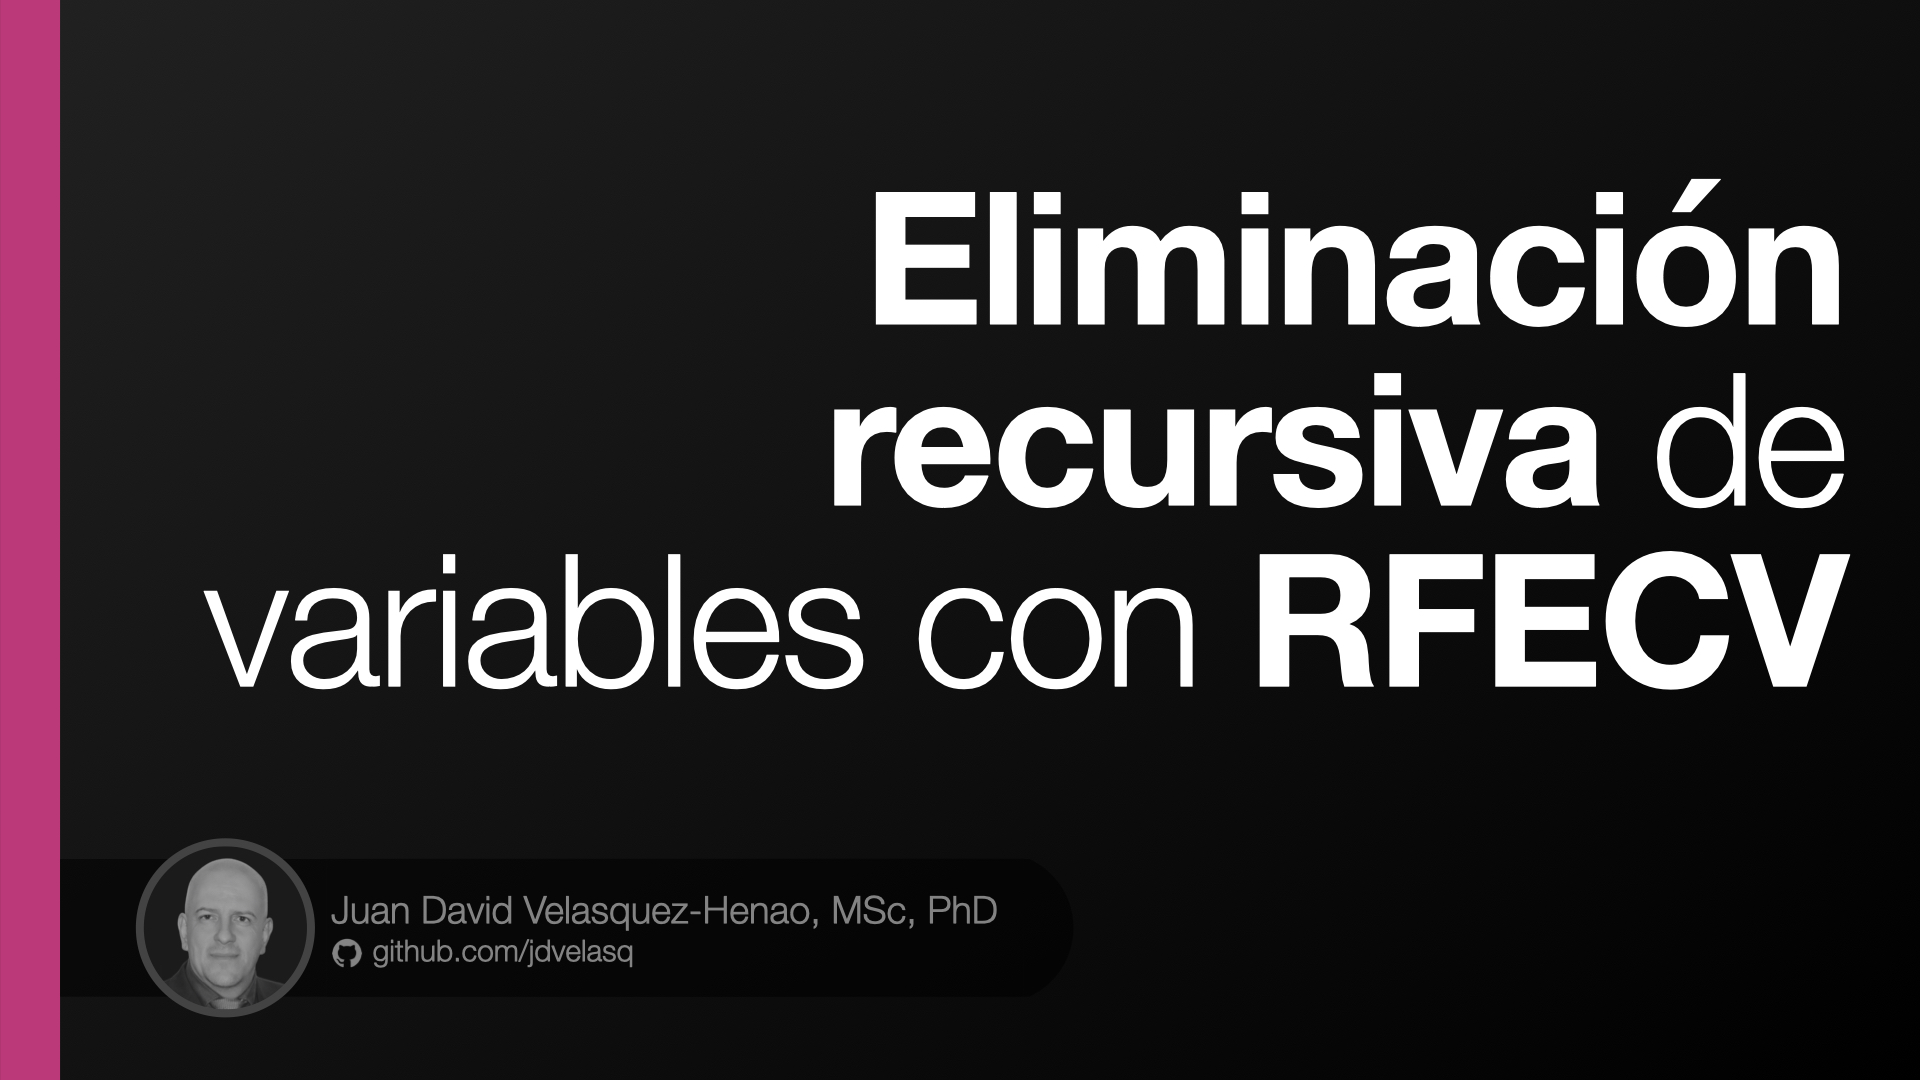 Eliminación
recursiva de
variables con RFECV
Juan David Velasquez-Henao, MSc, PhD
github.com/jdvelasq